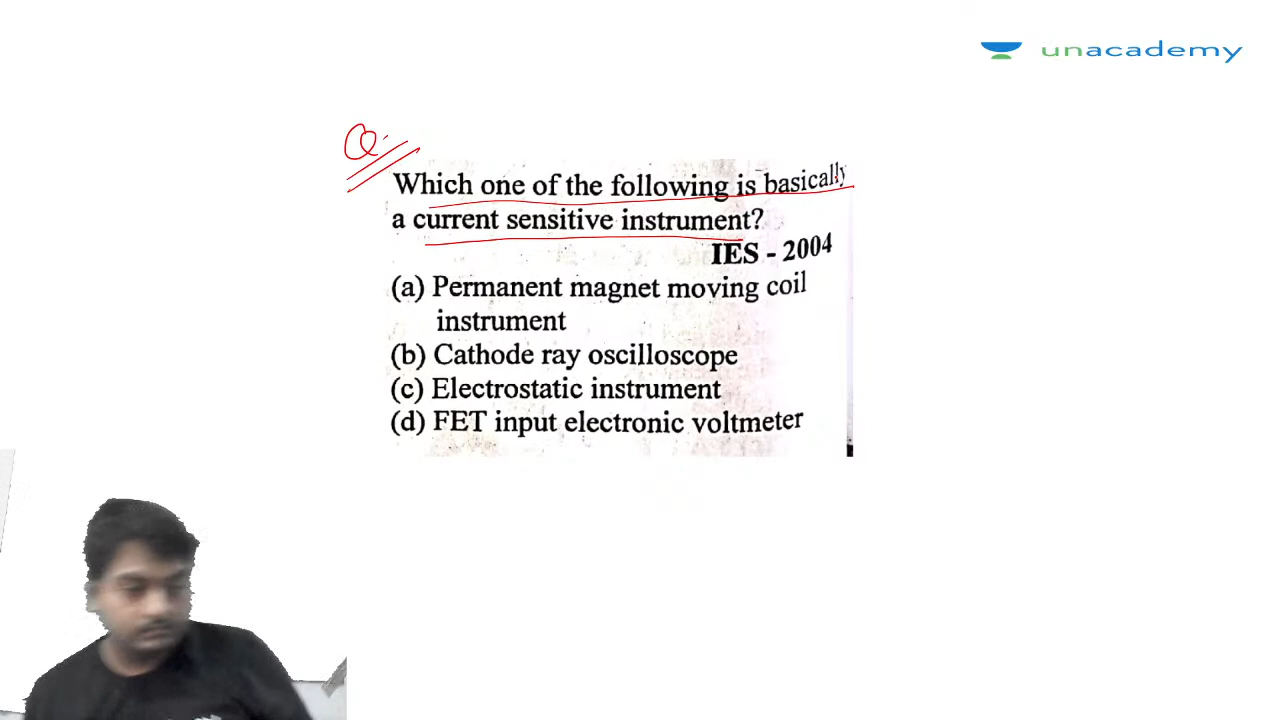 unacademy
Q.
Which one of the following is basically
a current sensitive instrument?
IES - 2004
(a) Permanent magnet moving coil
instrument
(b) Cathode ray oscilloscope
(c) Electrostatic instrument
(d) FET input electronic voltmeter